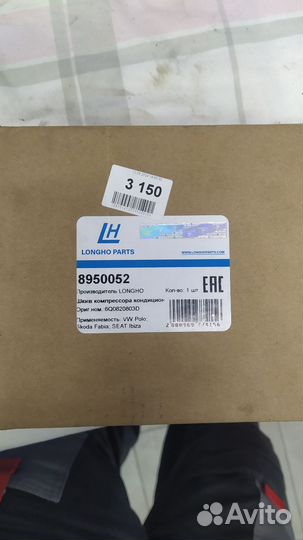 3 150
LH
LONGHO PARTS
www.longhoparts.com
8950052
Производитель LONGHO
Кол-во: 1 шт
EAC
Шкив компрессора кондицион
Ориг.ном. 6Q0820803D
Применяемость: VW Polo;
Skoda Fabia; SEAT Ibiza
Avito